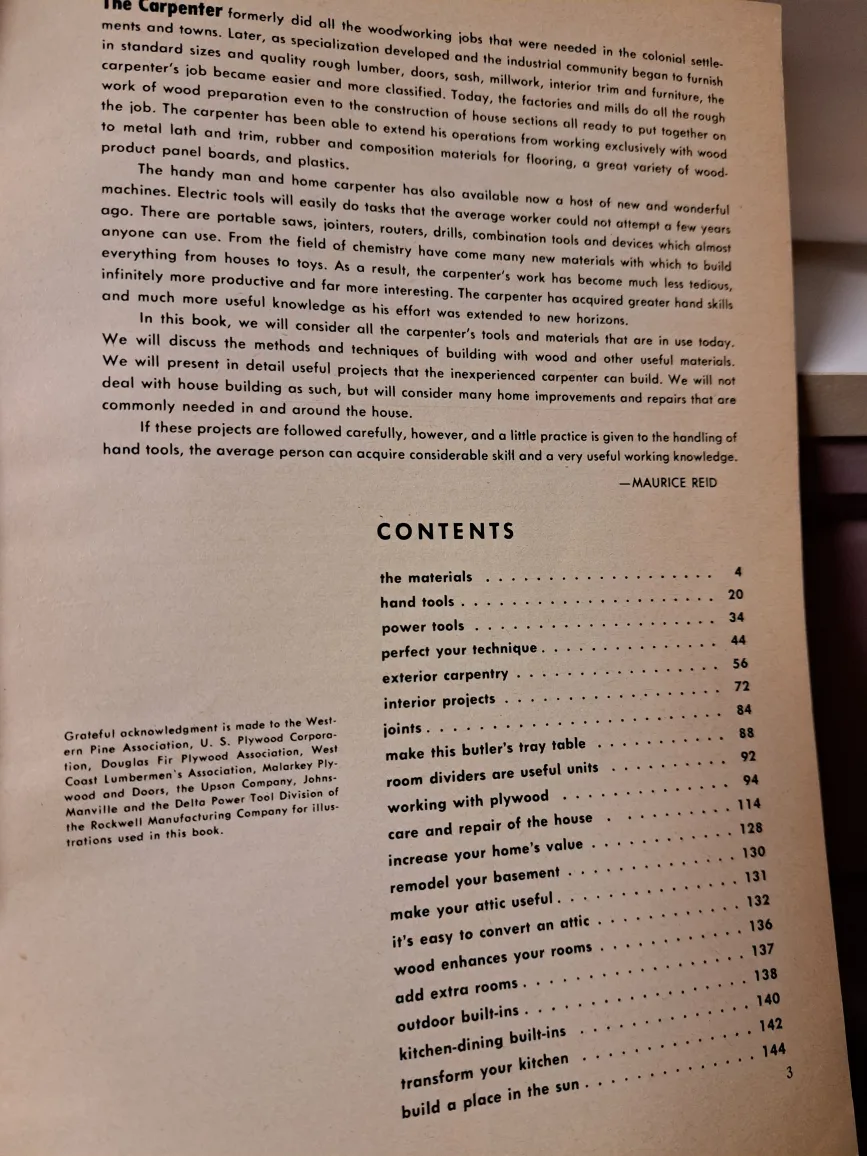 The Carpenter formerly did all the woodworking jobs that were needed in the colonial settle-
ments and towns. Later, as specialization developed and the industrial community began to furnish
in standard sizes and quality rough lumber, doors, sash, millwork, interior trim and furniture, the
carpenter's job became easier and more classified. Today, the factories and mills do all the rough
work of wood preparation even to the construction of house sections all ready to put together on
the job. The carpenter has been able to extend his operations from working exclusively with wood
to metal lath and trim, rubber and composition materials for flooring, a great variety of wood-
product panel boards, and plastics.
The handy man and home carpenter has also available now a host of new and wonderful
machines. Electric tools will easily do tasks that the average worker could not attempt a few years
ago. There are portable saws, jointers, routers, drills, combination tools and devices which almost
anyone can use. From the field of chemistry have come many new materials with which to build
everything from houses to toys. As a result, the carpenter's work has become much less tedious,
infinitely more productive and far more interesting. The carpenter has acquired greater hand skills
and much more useful knowledge as his effort was extended to new horizons.
In this book, we will consider all the carpenter's tools and materials that are in use today.
We will discuss the methods and techniques of building with wood and other useful materials.
We will present in detail useful projects that the inexperienced carpenter can build. We will not
deal with house building as such, but will consider many home improvements and repairs that are
commonly needed in and around the house.
If these projects are followed carefully, however, and a little practice is given to the handling of
hand tools, the average person can acquire considerable skill and a very useful working knowledge.
—MAURICE REID
CONTENTS
the materials . . . . . . . . . . . . . . . . . . 4
hand tools . . . . . . . . . . . . . . . . . . . . 20
power tools . . . . . . . . . . . . . . . . . . . 34
perfect your technique . . . . . . . . . . . . . . 44
exterior carpentry . . . . . . . . . . . . . . . . 56
interior projects . . . . . . . . . . . . . . . . . 72
joints . . . . . . . . . . . . . . . . . . . . . . 84
make this butler's tray table . . . . . . . . . . 88
room dividers are useful units . . . . . . . . . 92
working with plywood . . . . . . . . . . . . . 94
care and repair of the house . . . . . . . . . . 114
increase your home's value . . . . . . . . . . . 128
remodel your basement . . . . . . . . . . . . . 130
make your attic useful . . . . . . . . . . . . . 131
it's easy to convert an attic . . . . . . . . . . . 132
wood enhances your rooms . . . . . . . . . . . 136
add extra rooms . . . . . . . . . . . . . . . . 137
outdoor built-ins . . . . . . . . . . . . . . . . 138
kitchen-dining built-ins . . . . . . . . . . . . 140
transform your kitchen . . . . . . . . . . . . 142
build a place in the sun . . . . . . . . . . . . 144
Grateful acknowledgment is made to the West-
ern Pine Association, U. S. Plywood Corpora-
tion, Douglas Fir Plywood Association, West
Coast Lumbermen's Association, Malarkey Ply-
wood and Doors, the Upson Company, Johns-
Manville and the Delta Power Tool Division of
the Rockwell Manufacturing Company for illus-
trations used in this book.
3